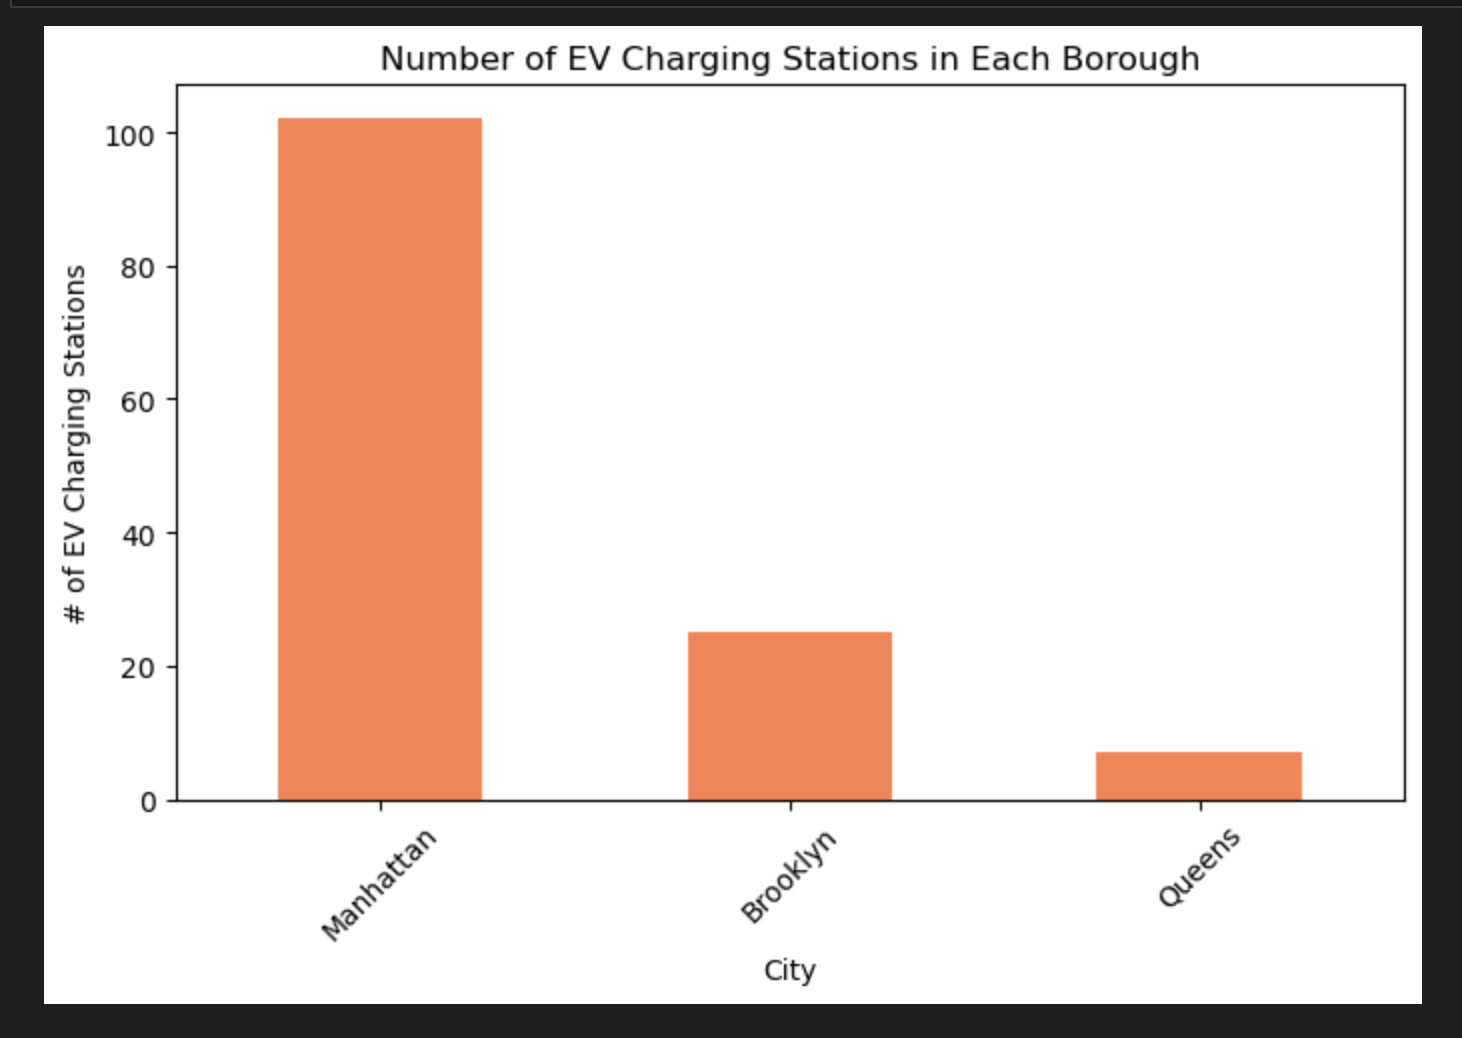 Number of EV Charging Stations in Each Borough
# of EV Charging Stations
100
80
60
40
20
0
Manhattan
Brooklyn
Queens
City